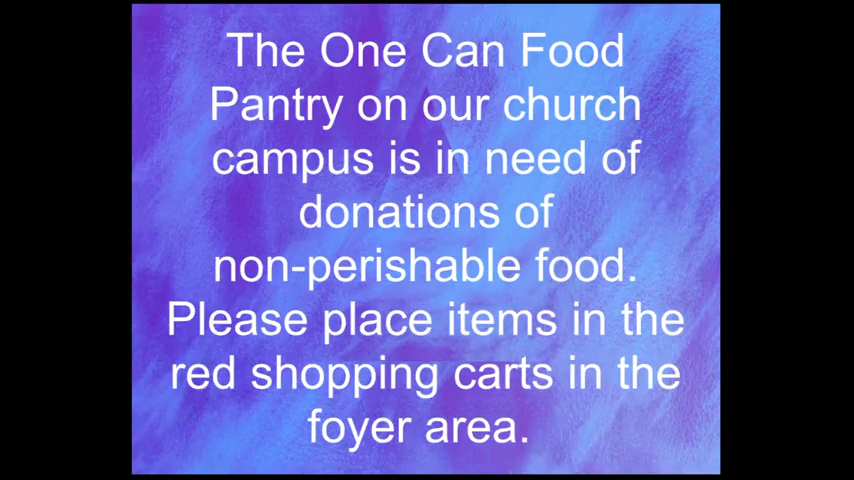 The One Can Food
Pantry on our church
campus is in need of
donations of
non-perishable food.
Please place items in the
red shopping carts in the
foyer area.